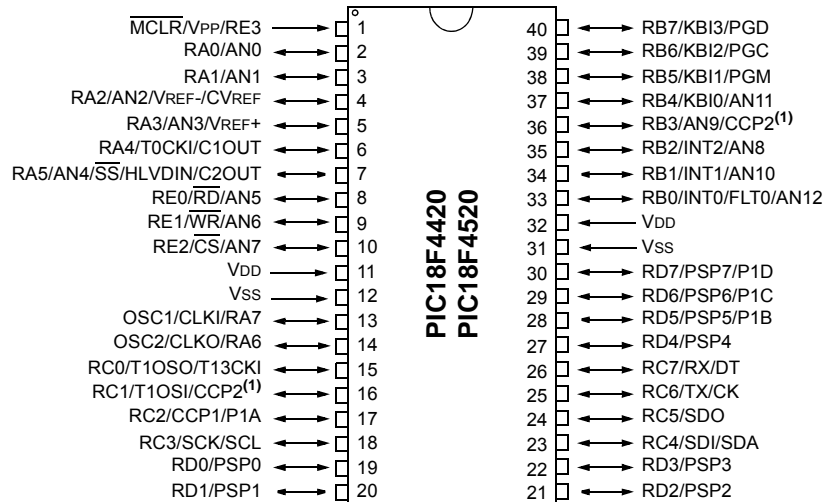 MCLR/VPP/RE3 1 40 RB7/KBI3/PGD
RA0/AN0 2 39 RB6/KBI2/PGC
RA1/AN1 3 38 RB5/KBI1/PGM
RA2/AN2/VREF-/CVREF 4 37 RB4/KBI0/AN11
RA3/AN3/VREF+ 5 36 RB3/AN9/CCP2(1)
RA4/T0CKI/C1OUT 6 35 RB2/INT2/AN8
RA5/AN4/SS/HLVDIN/C2OUT 7 34 RB1/INT1/AN10
RE0/RD/AN5 8 33 RB0/INT0/FLT0/AN12
RE1/WR/AN6 9 32 VDD
RE2/CS/AN7 10 31 VSS
VDD 11 30 RD7/PSP7/P1D
VSS 12 29 RD6/PSP6/P1C
OSC1/CLKI/RA7 13 28 RD5/PSP5/P1B
OSC2/CLKO/RA6 14 27 RD4/PSP4
RC0/T1OSO/T13CKI 15 26 RC7/RX/DT
RC1/T1OSI/CCP2(1) 16 25 RC6/TX/CK
RC2/CCP1/P1A 17 24 RC5/SDO
RC3/SCK/SCL 18 23 RC4/SDI/SDA
RD0/PSP0 19 22 RD3/PSP3
RD1/PSP1 20 21 RD2/PSP2
PIC18F4420
PIC18F4520